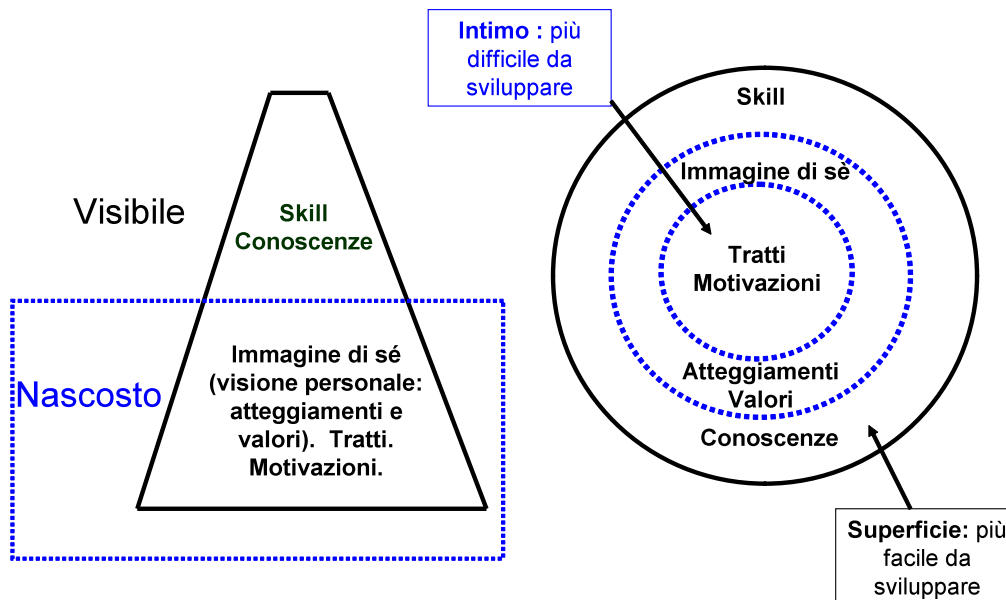 Visibile
Skill
Conoscenze
Nascosto
Immagine di sé
(visione personale:
atteggiamenti e
valori). Tratti.
Motivazioni.
Intimo : più
difficile da
sviluppare
Skill
Immagine di sè
Tratti
Motivazioni
Atteggiamenti
Valori
Conoscenze
Superficie: più
facile da
sviluppare